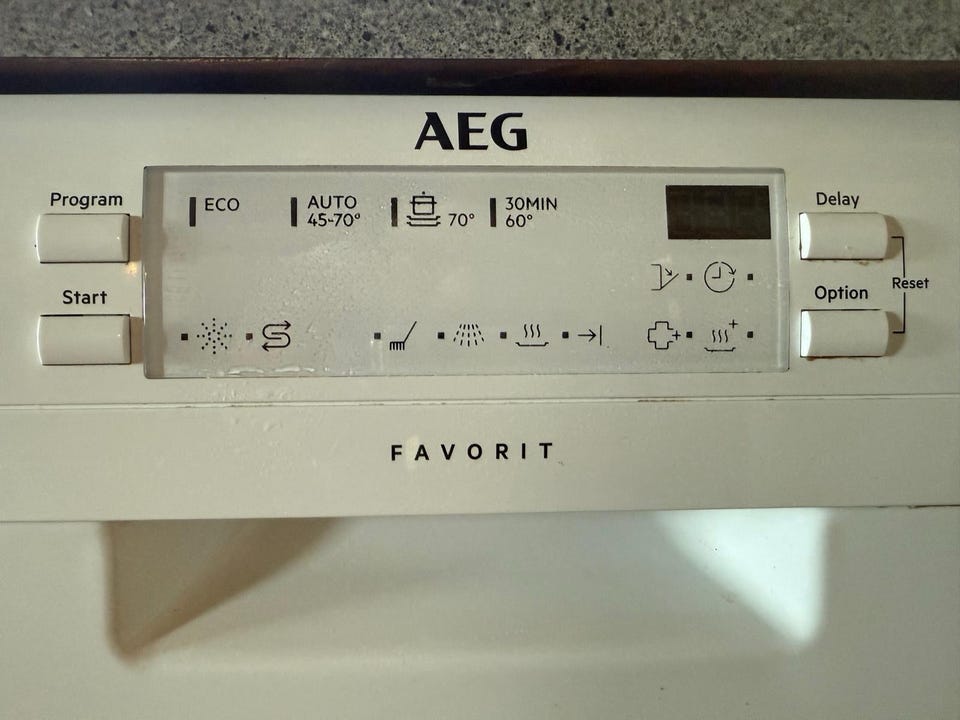 AEG
Program
ECO
AUTO
45-70°
70°
30MIN
60°
Delay
Start
Option
Reset
FAVORIT